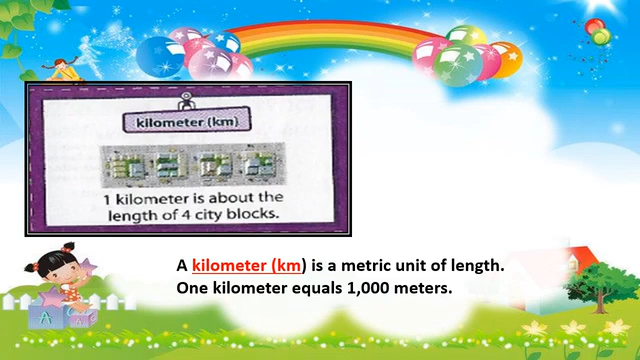 kilometer (km)
1 kilometer is about the
length of 4 city blocks.
A kilometer (km) is a metric unit of length.
One kilometer equals 1,000 meters.
A
A